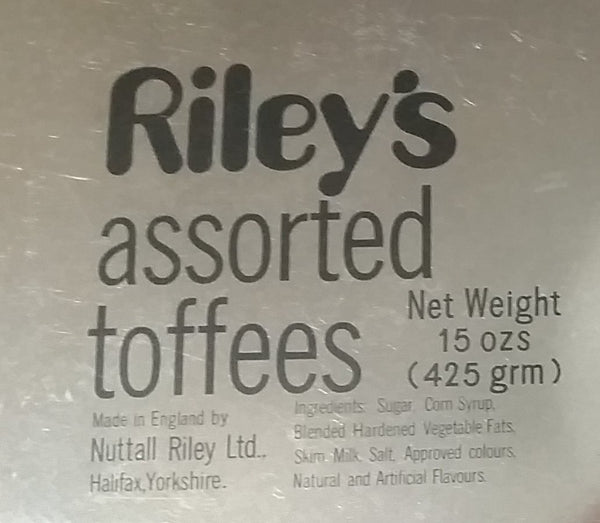 Riley's
assorted
toffees
Net Weight
15 ozs
(425 grm)
Made in England by
Nuttall Riley Ltd.,
Halifax, Yorkshire.
Ingredients: Sugar, Corn Syrup,
Blended Hardened Vegetable Fats,
Skim Milk, Salt, Approved colours,
Natural and Artificial Flavours.